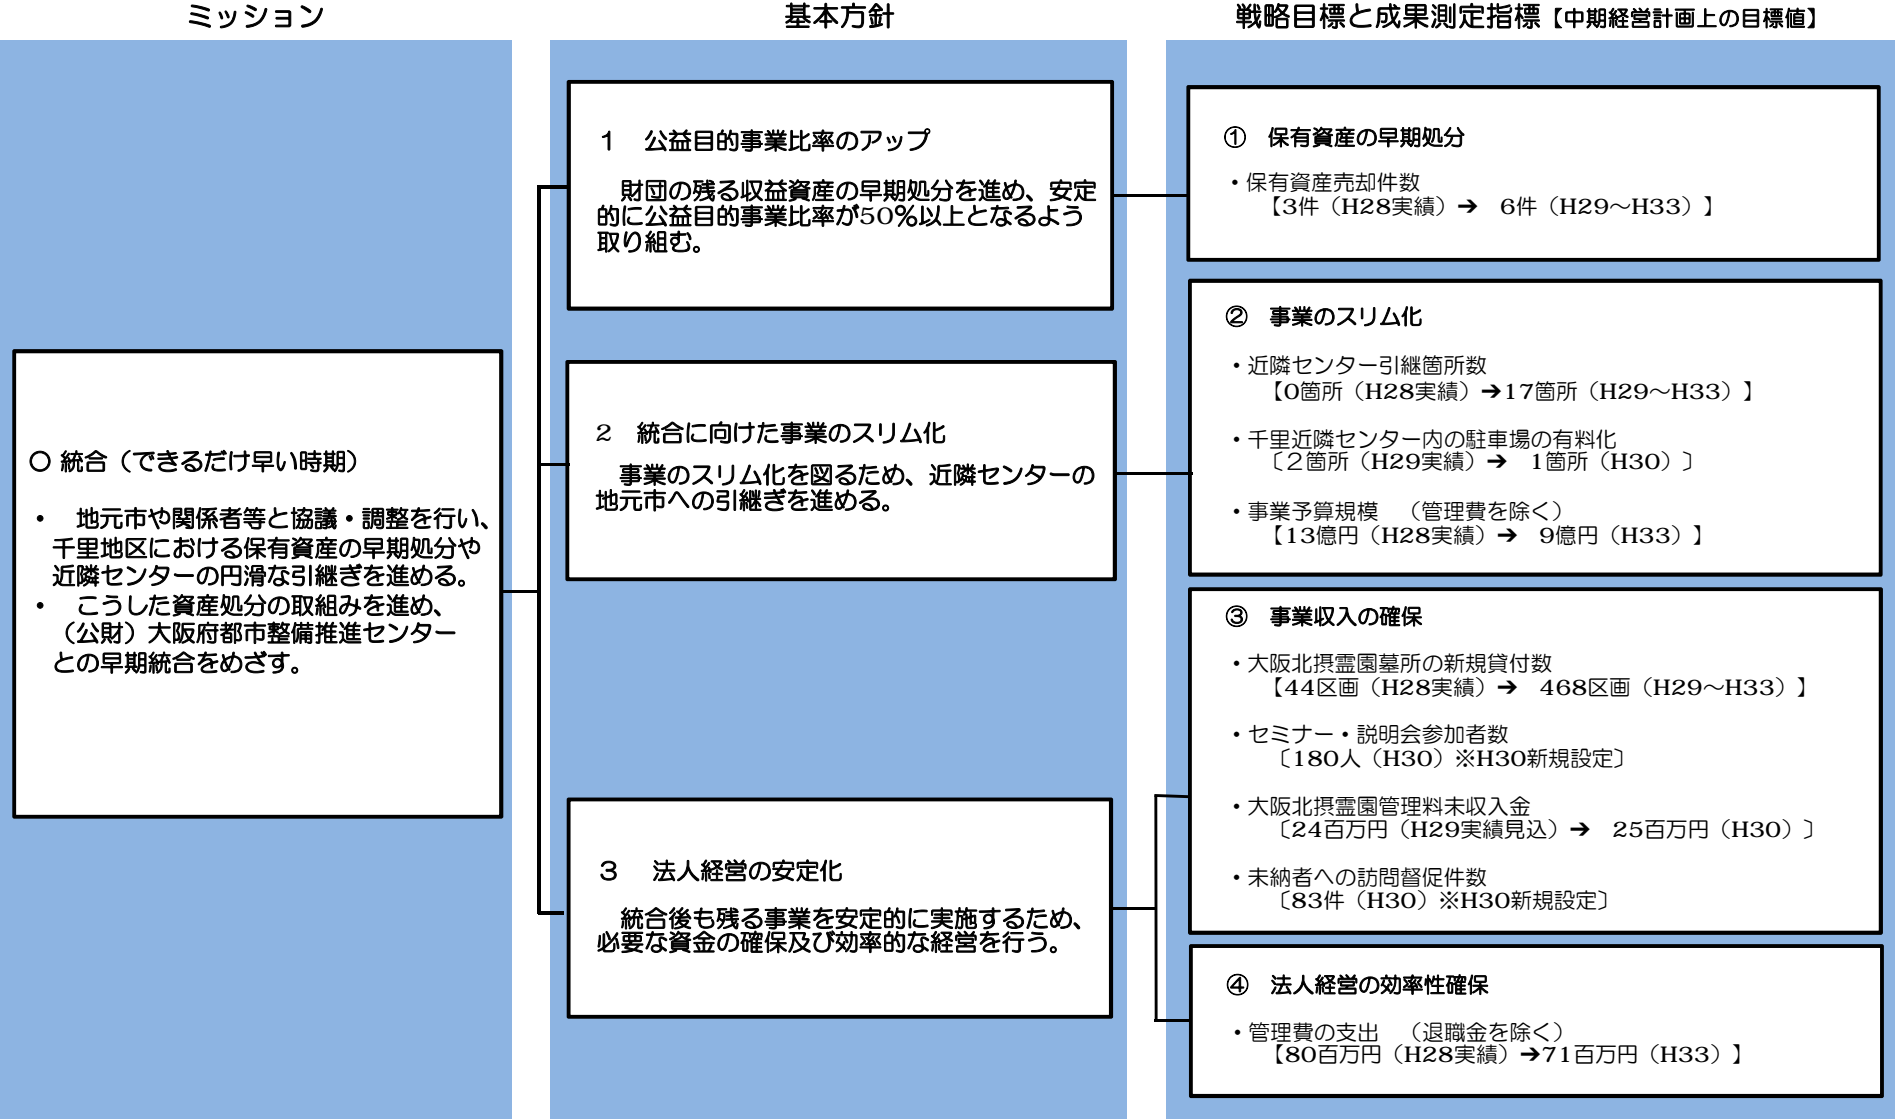 ミッション
○ 統合（できるだけ早い時期）
・　地元市や関係者等と協議・調整を行い、
千里地区における保有資産の早期処分や
近隣センターの円滑な引継ぎを進める。
・　こうした資産処分の取組みを進め、
（公財）大阪府都市整備推進センター
との早期統合をめざす。
基本方針
１　公益目的事業比率のアップ
　財団の残る収益資産の早期処分を進め、安定
的に公益目的事業比率が50％以上となるよう
取り組む。
2　統合に向けた事業のスリム化
　事業のスリム化を図るため、近隣センターの
地元市への引継ぎを進める。
３　法人経営の安定化
　統合後も残る事業を安定的に実施するため、
必要な資金の確保及び効率的な経営を行う。
戦略目標と成果測定指標【中期経営計画上の目標値】
①　保有資産の早期処分
・保有資産売却件数
【3件（H28実績）➔　6件（H29～H33）】
②　事業のスリム化
・近隣センター引継箇所数
【0箇所（H28実績）➔17箇所（H29～H33）】
・千里近隣センター内の駐車場の有料化
〔２箇所（H29実績）➔　1箇所（H30）〕
・事業予算規模　（管理費を除く）
【13億円（H28実績）➔　9億円（H33）】
③　事業収入の確保
・大阪北摂霊園墓所の新規貸付数
【44区画（H28実績）➔　468区画（H29～H33）】
・セミナー・説明会参加者数
〔180人（H30）※H30新規設定〕
・大阪北摂霊園管理料未収入金
〔24百万円（H29実績見込）➔　25百万円（H30）〕
・未納者への訪問督促件数
〔83件（H30）※H30新規設定〕
④　法人経営の効率性確保
・管理費の支出　（退職金を除く）
【80百万円（H28実績）➔71百万円（H33）】